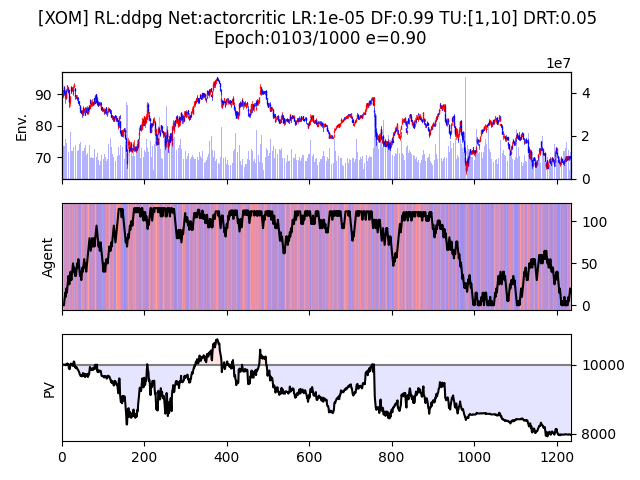 [XOM] RL:ddpg Net:actorcritic LR:1e-05 DF:0.99 TU:[1,10] DRT:0.05
Epoch:0103/1000 e=0.90
1e7
Env.
90
80
70
4
2
0
Agent
100
50
0
PV
10000
8000
0 200 400 600 800 1000 1200